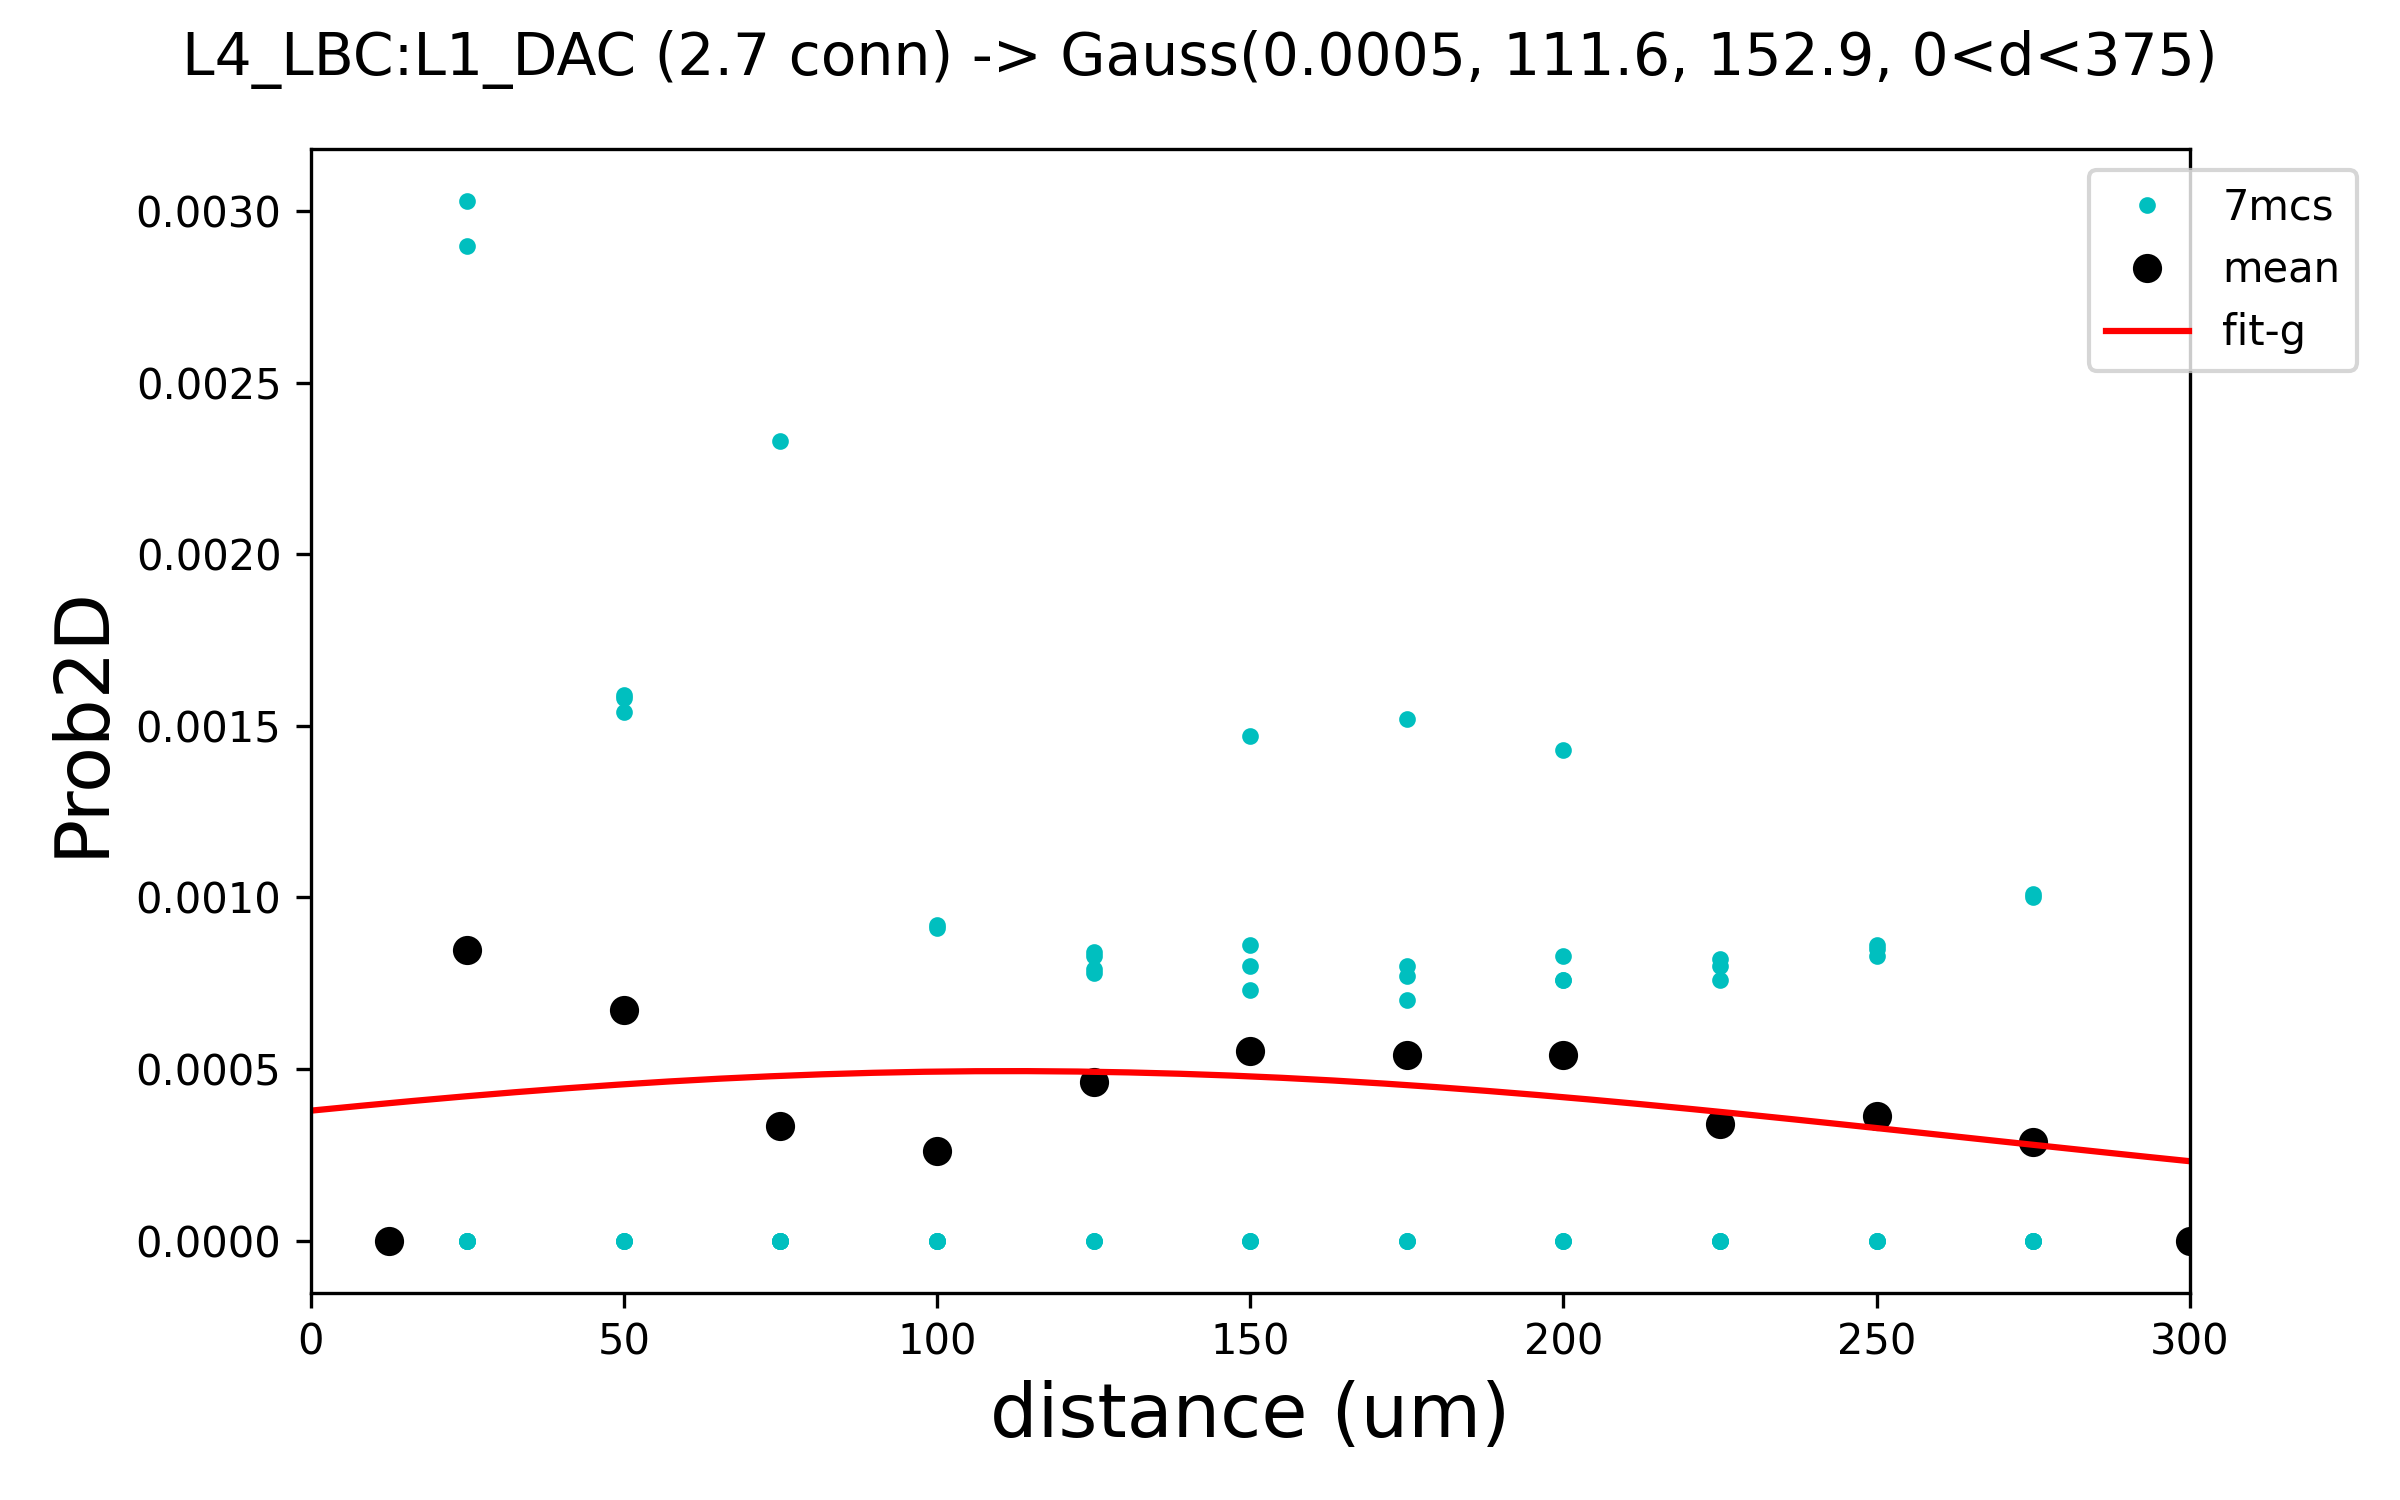 L4_LBC:L1_DAC (2.7 conn) -> Gauss(0.0005, 111.6, 152.9, 0<d<375)
7mcs
mean
fit-g
Prob2D
0.0030
0.0025
0.0020
0.0015
0.0010
0.0005
0.0000
0 50 100 150 200 250 300
distance (um)